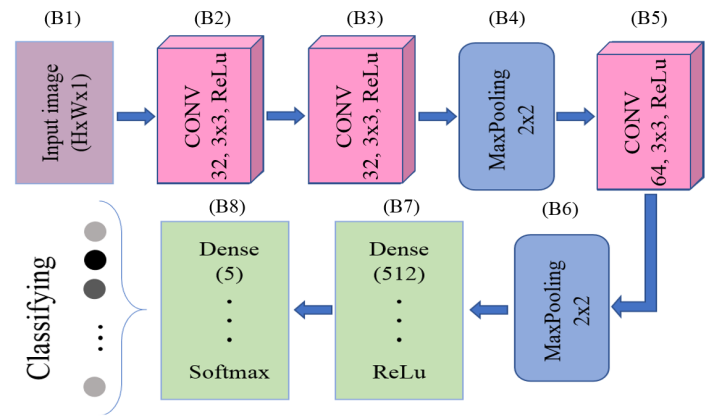 (B1)
(B2)
(B3)
(B4)
(B5)
Input image
(HxWx1)
CONV
32, 3x3, ReLu
CONV
32, 3x3, ReLu
MaxPooling
2x2
CONV
64, 3x3, ReLu
(B8)
(B7)
(B6)
Classifying
...
Dense
(5)
Softmax
Dense
(512)
ReLu
MaxPooling
2x2